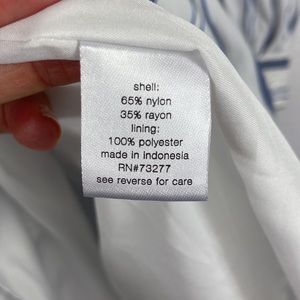 shell:
65% nylon
35% rayon
lining:
100% polyester
made in indonesia
RN#73277
see reverse for care